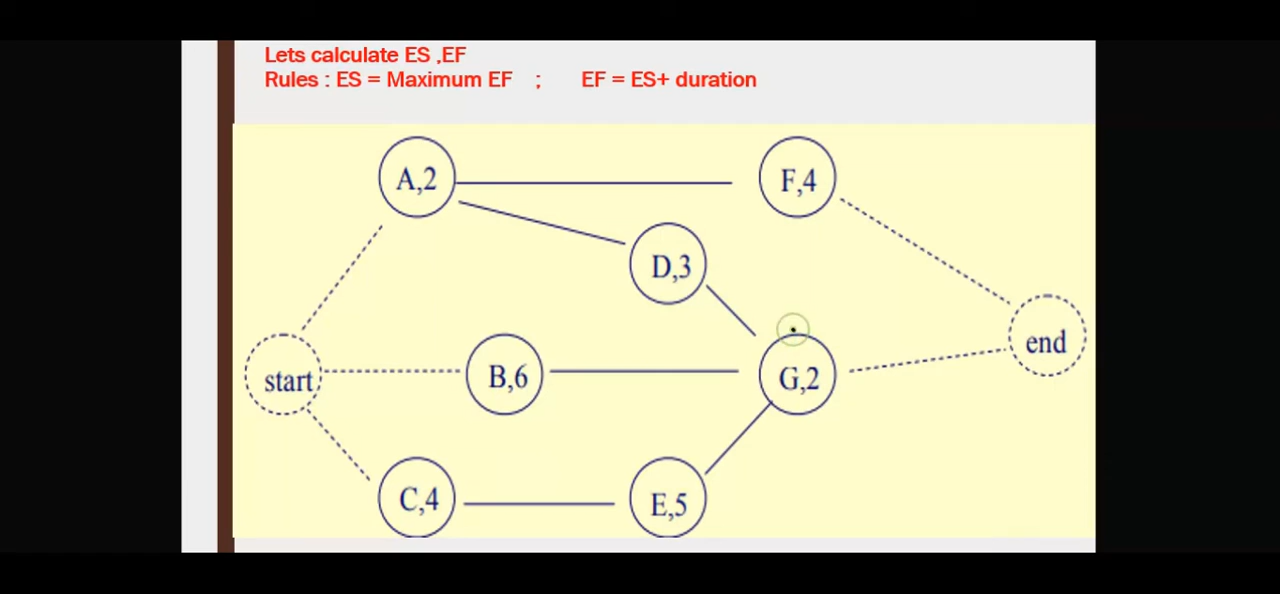 Lets calculate ES ,EF
Rules : ES = Maximum EF ; EF = ES+ duration
A,2
F,4
D,3
end
start
B,6
G,2
C,4
E,5